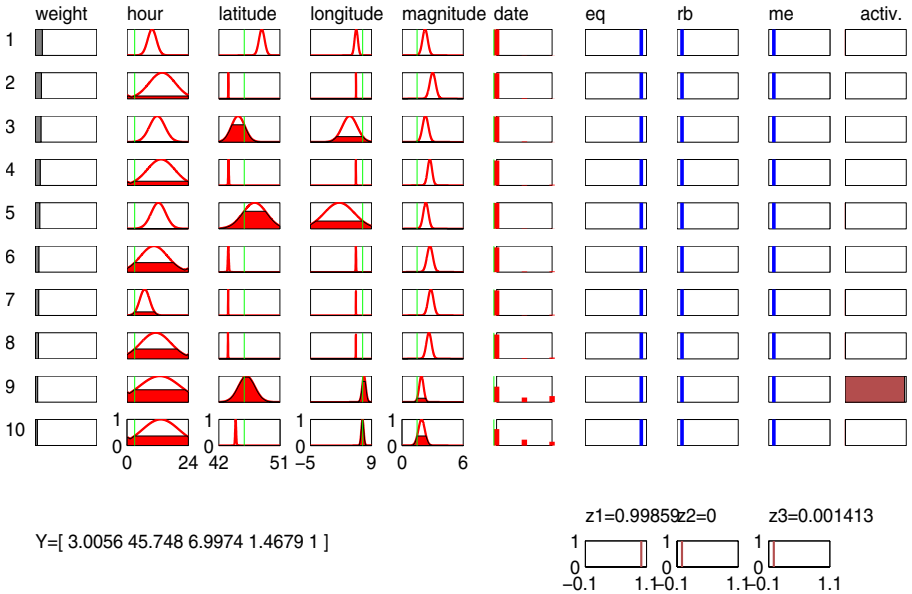 weight hour latitude longitude magnitude date eq rb me activ.
1
2
3
4
5
6
7
8
9
10
1 1 1 1
0 0 0 0
0 24 42 51 −5 9 0 6
z1=0.99859 z2=0 z3=0.001413
Y=[ 3.0056 45.748 6.9974 1.4679 1 ]
1 1 1
0 0 0
−0.1 1.1 −0.1 1.1 −0.1 1.1